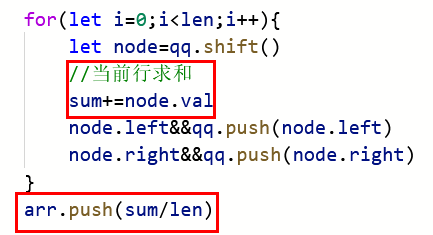 for(let i=0;i<len;i++){
let node=qq.shift()
//当前行求和
sum+=node.val
node.left&&qq.push(node.left)
node.right&&qq.push(node.right)
}
arr.push(sum/len)